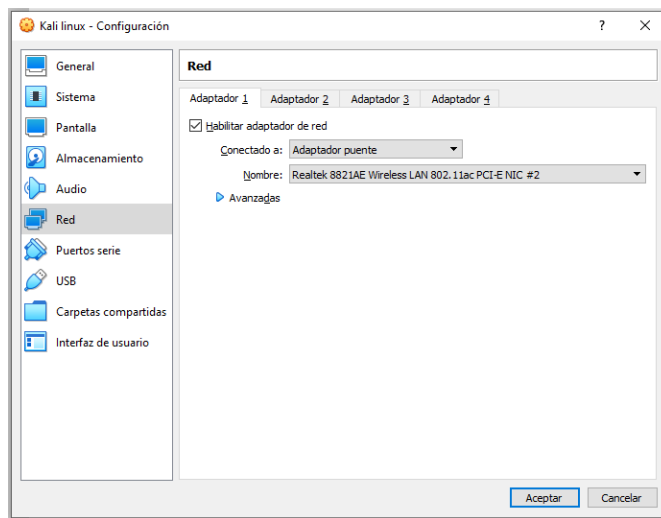 Kali linux - Configuración ? X
General
Sistema
Pantalla
Almacenamiento
Audio
Red
Puertos serie
USB
Carpetas compartidas
Interfaz de usuario
Red
Adaptador 1 Adaptador 2 Adaptador 3 Adaptador 4
Habilitar adaptador de red
Conectado a: Adaptador puente
Nombre: Realtek 8821AE Wireless LAN 802.11ac PCI-E NIC #2
Avanzadas
Aceptar Cancelar